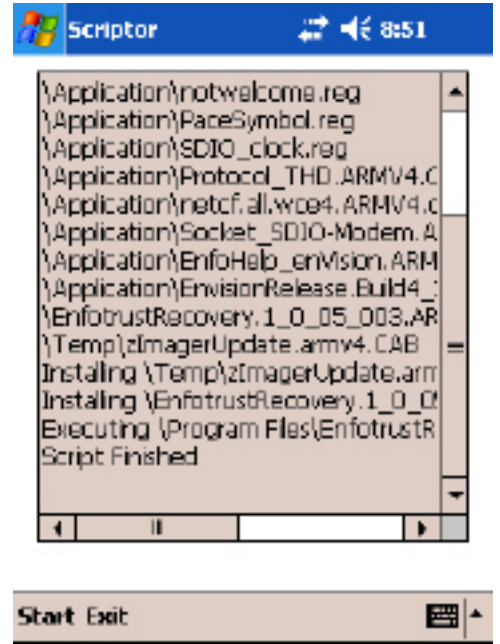 Scriptor 8:51
\Application\notwelcome.reg
\Application\PaceSymbol.reg
\Application\SDIO_clock.reg
\Application\Protocol_THD.ARMV4.C
\Application\netcf.all.wce4.ARMV4.c
\Application\Socket_SDIO-Modem.A
\Application\EnfoHelp_enVision.ARM
\Application\EnvisionRelease.Build4_
\EnfotrustRecovery.1_0_05_003.AR
\Temp\zImagerUpdate.armv4.CAB
Installing \Temp\zImagerUpdate.arm
Installing \EnfotrustRecovery.1_0_0
Executing \Program Files\EnfotrustR
Script Finished
Start Exit